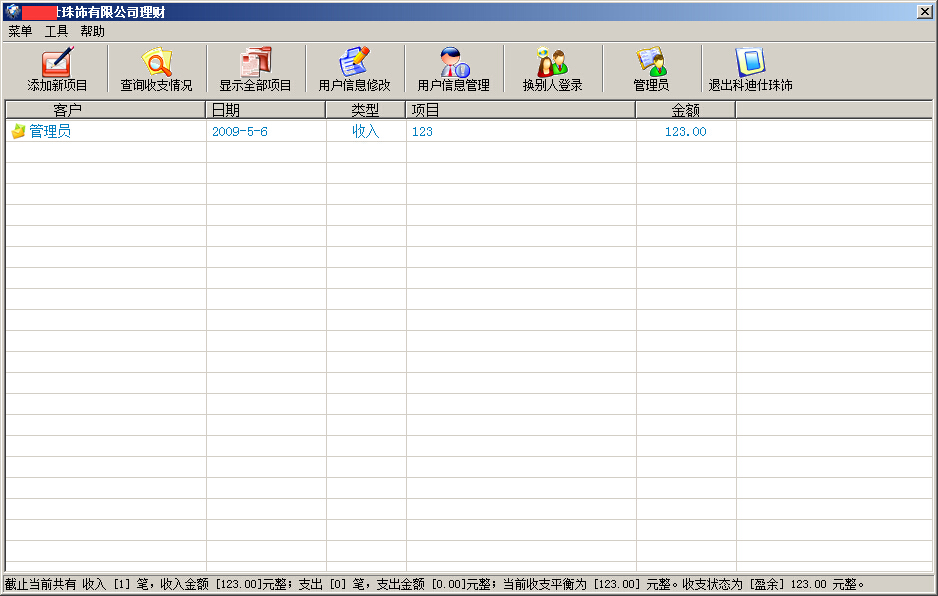 珠饰有限公司理财
菜单 工具 帮助
添加新项目 查询收支情况 显示全部项目 用户信息修改 用户信息管理 换别人登录 管理员 退出科迪仕珠饰
客户 日期 类型 项目 金额
管理员 2009-5-6 收入 123 123.00
截止当前共有 收入 [1] 笔，收入金额 [123.00]元整；支出 [0] 笔，支出金额 [0.00]元整；当前收支平衡为 [123.00] 元整。收支状态为 [盈余] 123.00 元整。